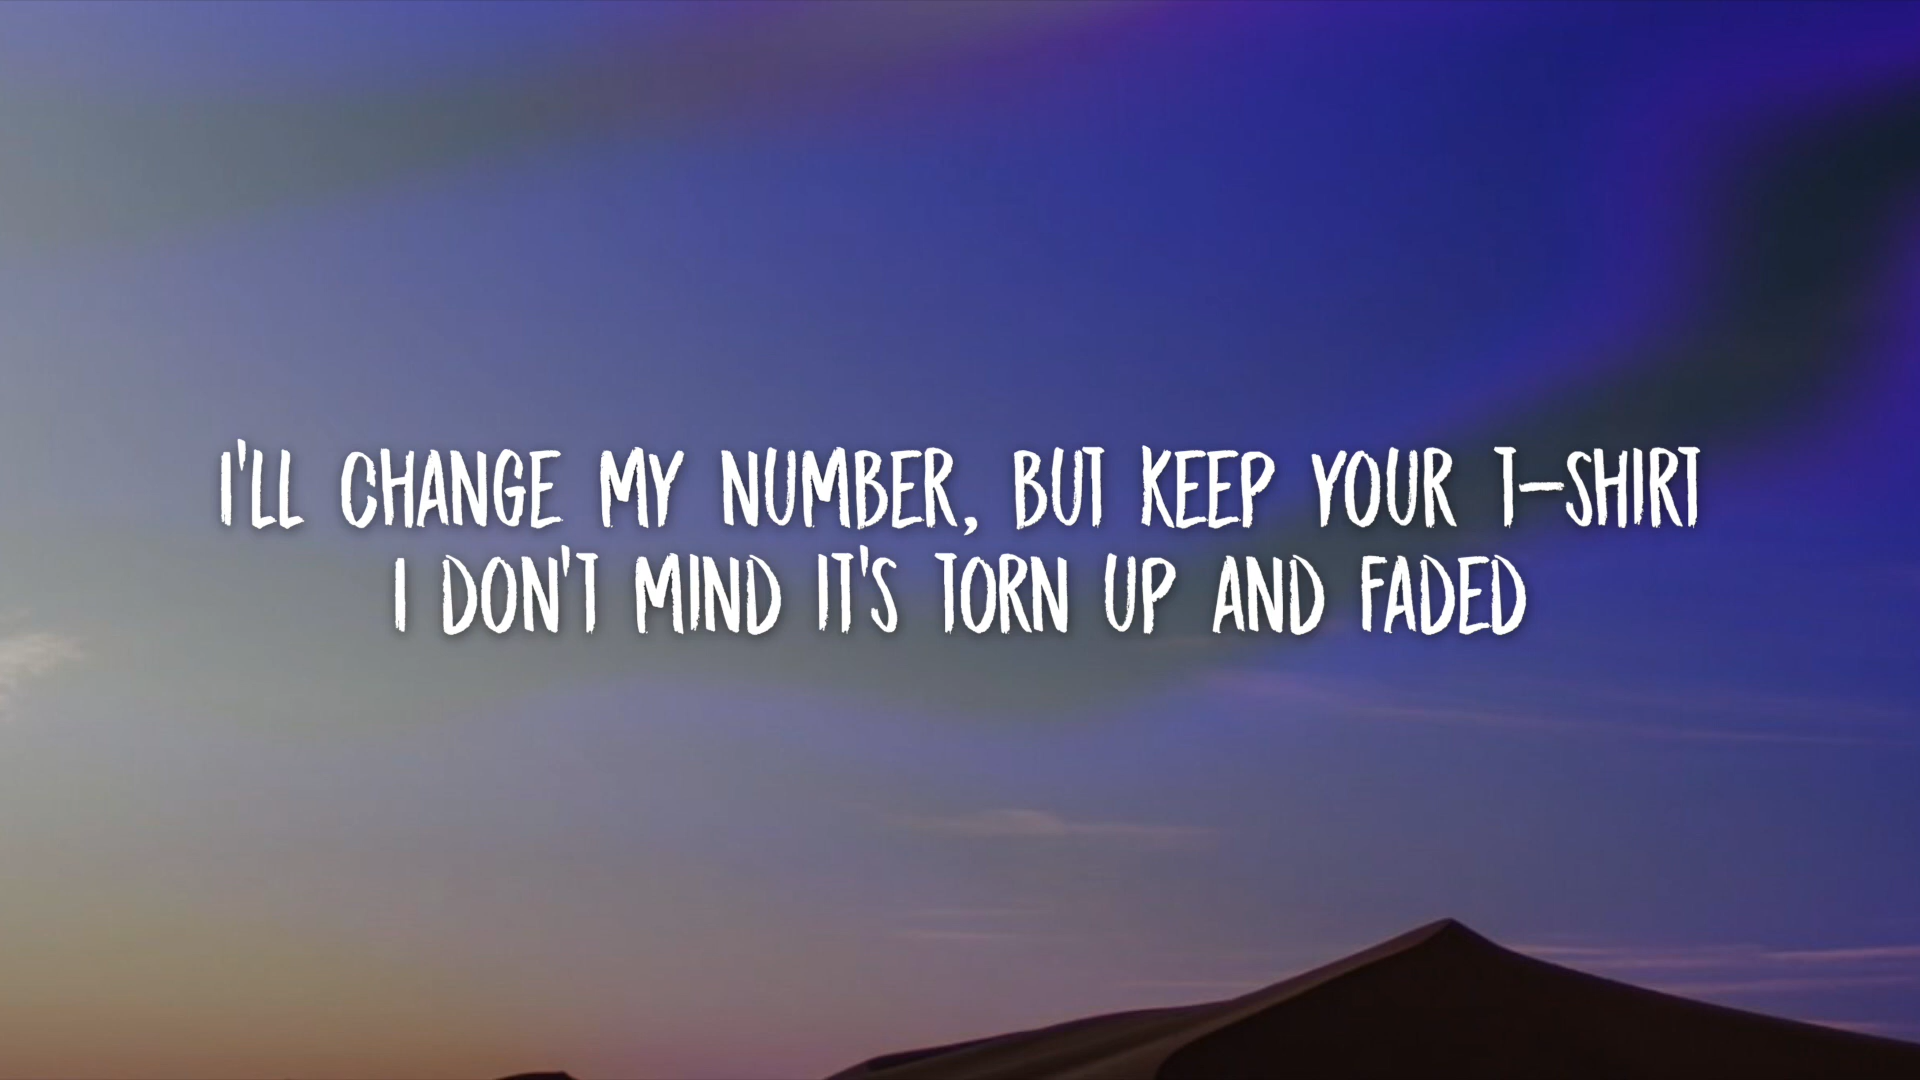 I'LL CHANGE MY NUMBER, BUT KEEP YOUR T-SHIRT
I DON'T MIND IT'S TORN UP AND FADED